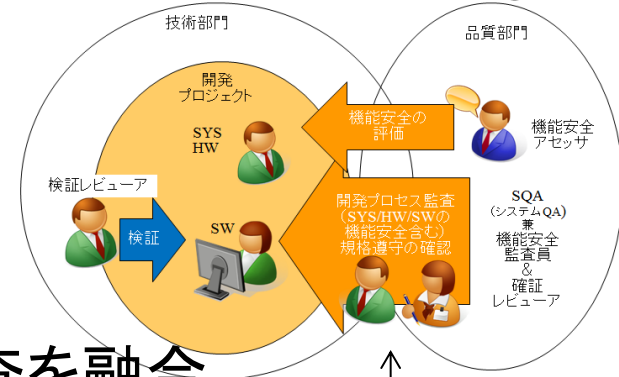 技術部門
品質部門
開発
プロジェクト
SYS
HW
機能安全の
評価
機能安全
アセッサ
検証レビューア
検証
SW
開発プロセス監査
(SYS/HW/SWの
機能安全含む)
規格遵守の確認
SQA
(システムQA)
兼
機能安全
監査員
&
確証
レビューア
査を融合